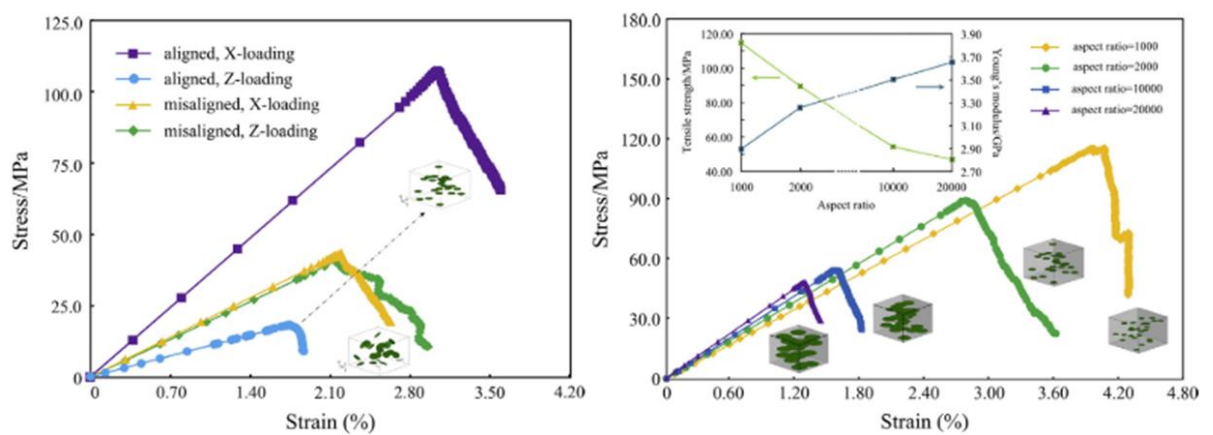 125.0
100.0
75.0
50.0
25.0
0
Stress/MPa
aligned, X-loading
aligned, Z-loading
misaligned, X-loading
misaligned, Z-loading
0 0.70 1.40 2.10 2.80 3.50 4.20
Strain (%)
180.0
150.0
120.0
90.0
60.0
30.0
0
Stress/MPa
120.00
100.00
80.00
60.00
40.00
Tensile strength/MPa
3.90
3.70
3.50
3.30
3.10
2.90
2.70
Young's modulus/GPa
1000 2000 10000 20000
Aspect ratio
aspect ratio=1000
aspect ratio=2000
aspect ratio=10000
aspect ratio=20000
0 0.60 1.20 1.80 2.40 3.00 3.60 4.20 4.80
Strain (%)